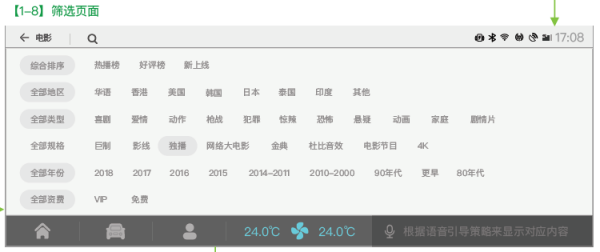 【1-8】筛选页面
电影 17:08
综合排序 热播榜 好评榜 新上线
全部地区 华语 香港 美国 韩国 日本 泰国 印度 其他
全部类型 喜剧 爱情 动作 枪战 犯罪 惊悚 恐怖 悬疑 动画 家庭 剧情片
全部规格 巨制 影线 独播 网络大电影 金典 杜比音效 电影节目 4K
全部年份 2018 2017 2016 2015 2014-2011 2010-2000 90年代 更早 80年代
全部资费 VIP 免费
24.0℃ 24.0℃ 根据语音引导策略来显示对应内容